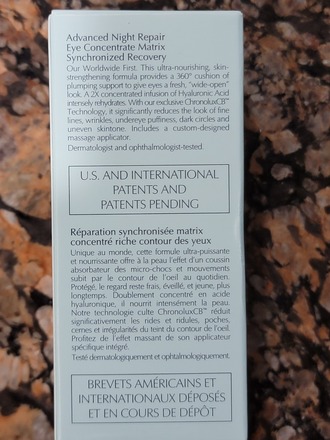 Advanced Night Repair
Eye Concentrate Matrix
Synchronized Recovery
Our Worldwide First. This ultra-nourishing, skin-
strengthening formula provides a 360° cushion of
plumping support to give eyes a fresh, "wide-open"
look. A 2X concentrated infusion of Hyaluronic Acid
intensely rehydrates. With our exclusive ChronoluxCB™
Technology, it significantly reduces the look of fine
lines, wrinkles, undereye puffiness, dark circles and
uneven skintone. Includes a custom-designed
massage applicator.
Dermatologist and ophthalmologist-tested
U.S. AND INTERNATIONAL
PATENTS AND
PATENTS PENDING
Réparation synchronisée matrix
concentré riche contour des yeux
Unique au monde, cette formule ultra-puissante
et nourrissante offre à la peau l'effet d'un coussin
absorbateur des micro-chocs et mouvements
subit par le contour de l'œil au quotidien.
Protégé, le regard reste frais, éveillé, et jeune, plus
longtemps. Doublement concentré en acide
hyaluronique, il nourrit intensément la peau.
Notre technologie culte ChronoluxCB™ réduit
significativement les rides et ridules, poches,
cernes et irrégularités du teint du contour de l'œil.
Profitez de l'effet massant de son applicateur
spécifique intégré.
Testé dermatologiquement et ophtalmologiquement.
BREVETS AMÉRICAINS ET
INTERNATIONAUX DÉPOSÉS
ET EN COURS DE DÉPÔT